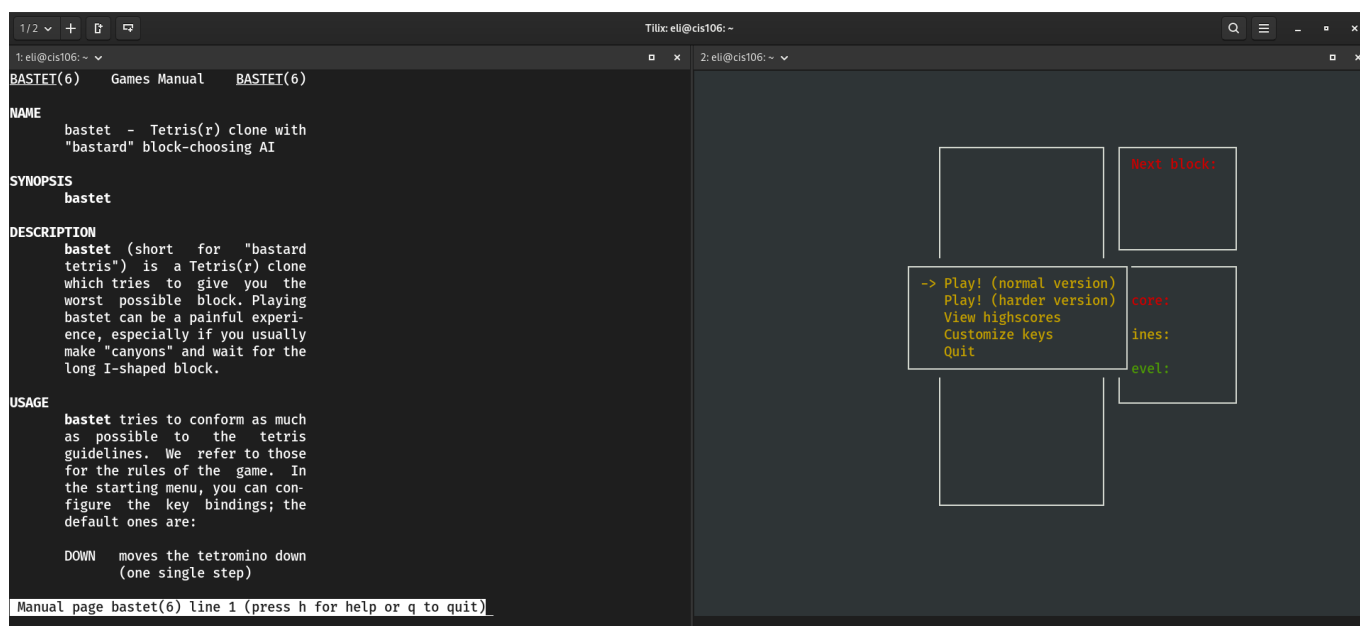 1/2
Tilix: eli@cis106: ~
1: eli@cis106: ~
BASTET(6) Games Manual BASTET(6)
NAME
bastet - Tetris(r) clone with
"bastard" block-choosing AI
SYNOPSIS
bastet
DESCRIPTION
bastet (short for "bastard
tetris") is a Tetris(r) clone
which tries to give you the
worst possible block. Playing
bastet can be a painful experi-
ence, especially if you usually
make "canyons" and wait for the
long I-shaped block.
USAGE
bastet tries to conform as much
as possible to the tetris
guidelines. We refer to those
for the rules of the game. In
the starting menu, you can con-
figure the key bindings; the
default ones are:
DOWN moves the tetromino down
(one single step)
Manual page bastet(6) line 1 (press h for help or q to quit)
2: eli@cis106: ~
Next block:
-> Play! (normal version)
Play! (harder version)
View highscores
Customize keys
Quit
core:
ines:
evel: